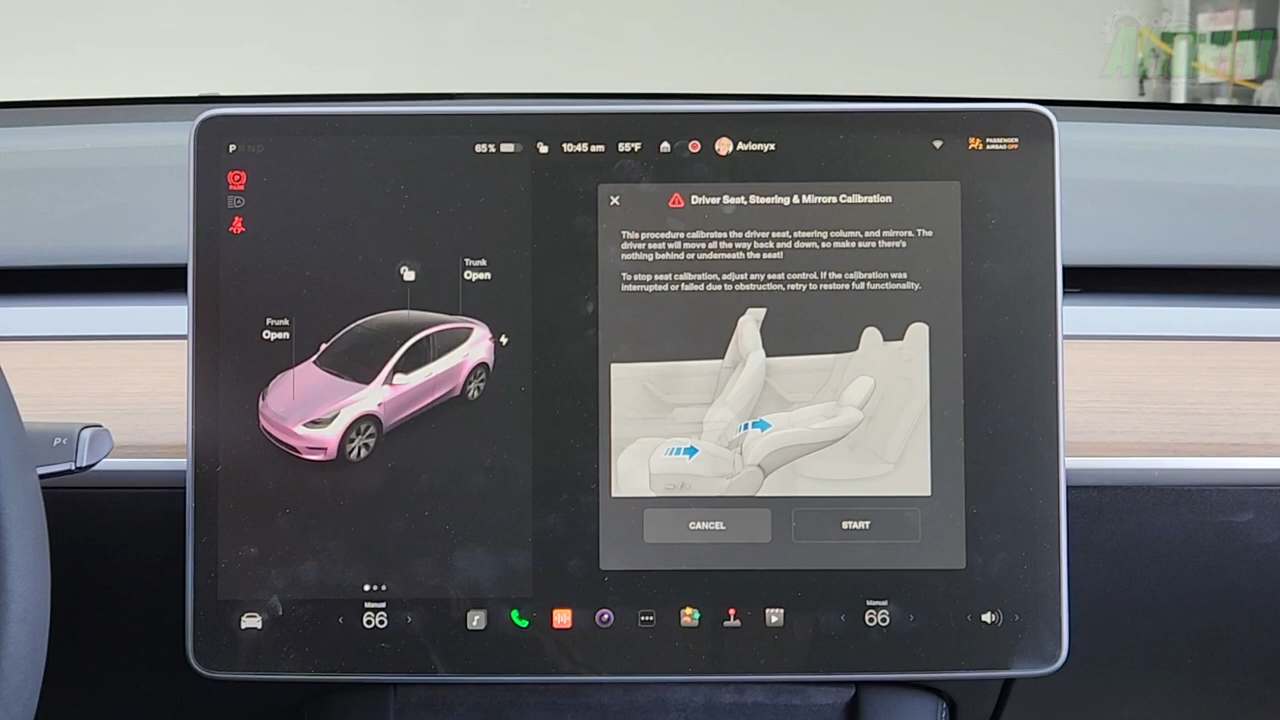 P R N D
65%
10:45 am
55°F
Avionyx
PASSENGER
AIRBAG OFF
PARK
Trunk
Open
Frunk
Open
Driver Seat, Steering & Mirrors Calibration
This procedure calibrates the driver seat, steering column, and mirrors. The
driver seat will move all the way back and down, so make sure there's
nothing behind or underneath the seat!
To stop seat calibration, adjust any seat control. If the calibration was
interrupted or failed due to obstruction, retry to restore full functionality.
CANCEL
START
P<
Manual
66
Manual
66